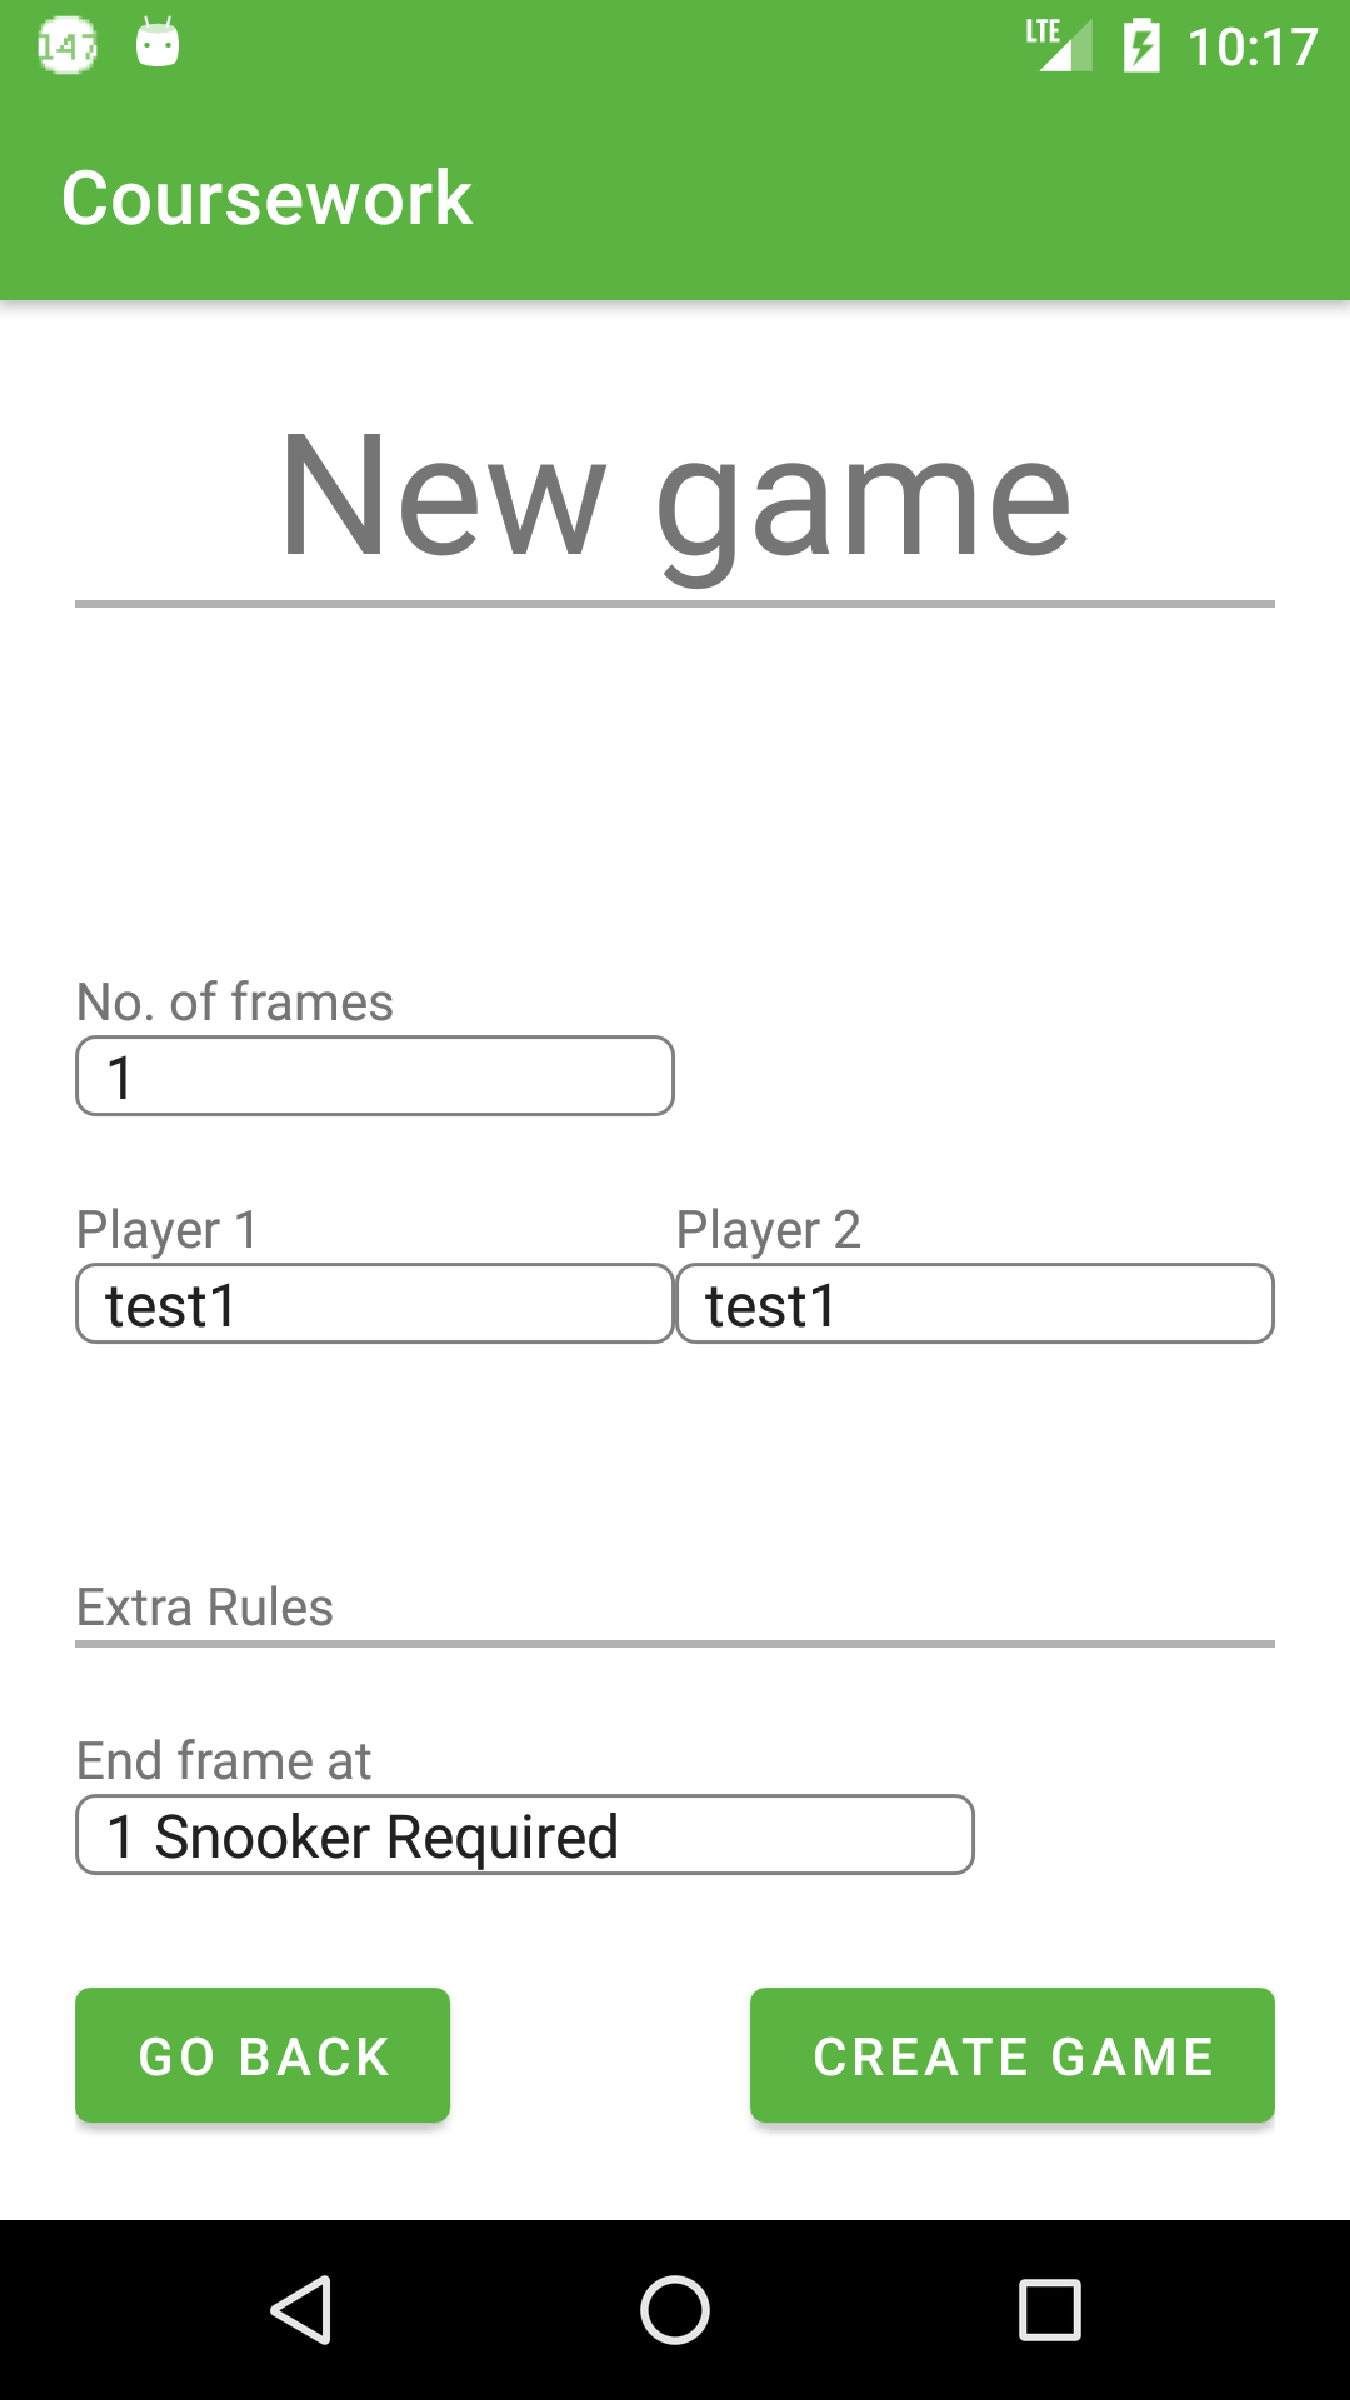 147
LTE
10:17
Coursework
New game
No. of frames
1
Player 1 Player 2
test1 test1
Extra Rules
End frame at
1 Snooker Required
GO BACK CREATE GAME